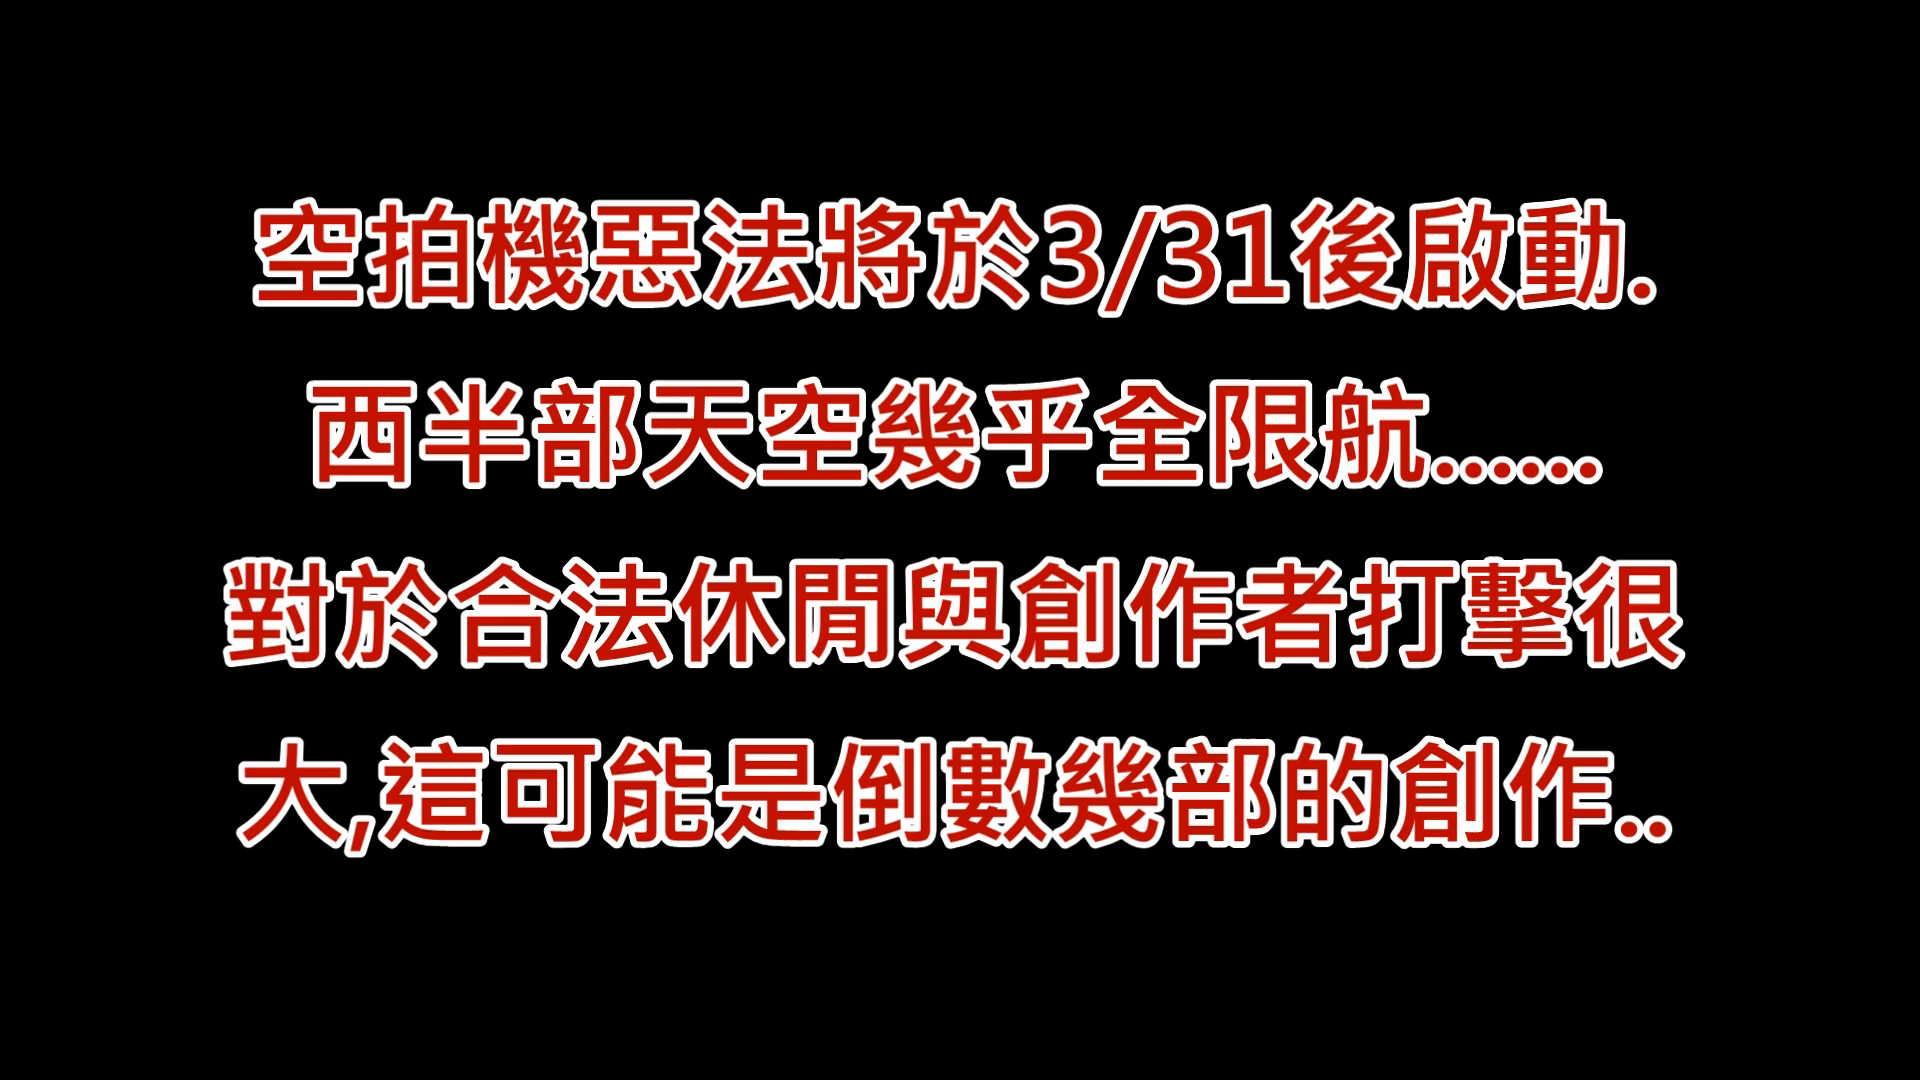 空拍機惡法將於3/31後啟動.
西半部天空幾乎全限航......
對於合法休閒與創作者打擊很
大,這可能是倒數幾部的創作..